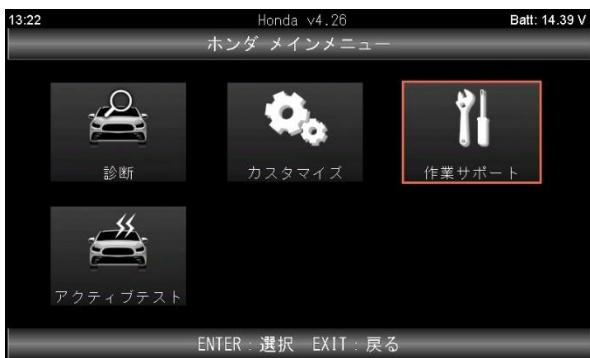 13:22 Honda v4.26 Batt: 14.39 V
ホンダ メインメニュー
診断 カスタマイズ 作業サポート
アクティブテスト
ENTER：選択 EXIT：戻る